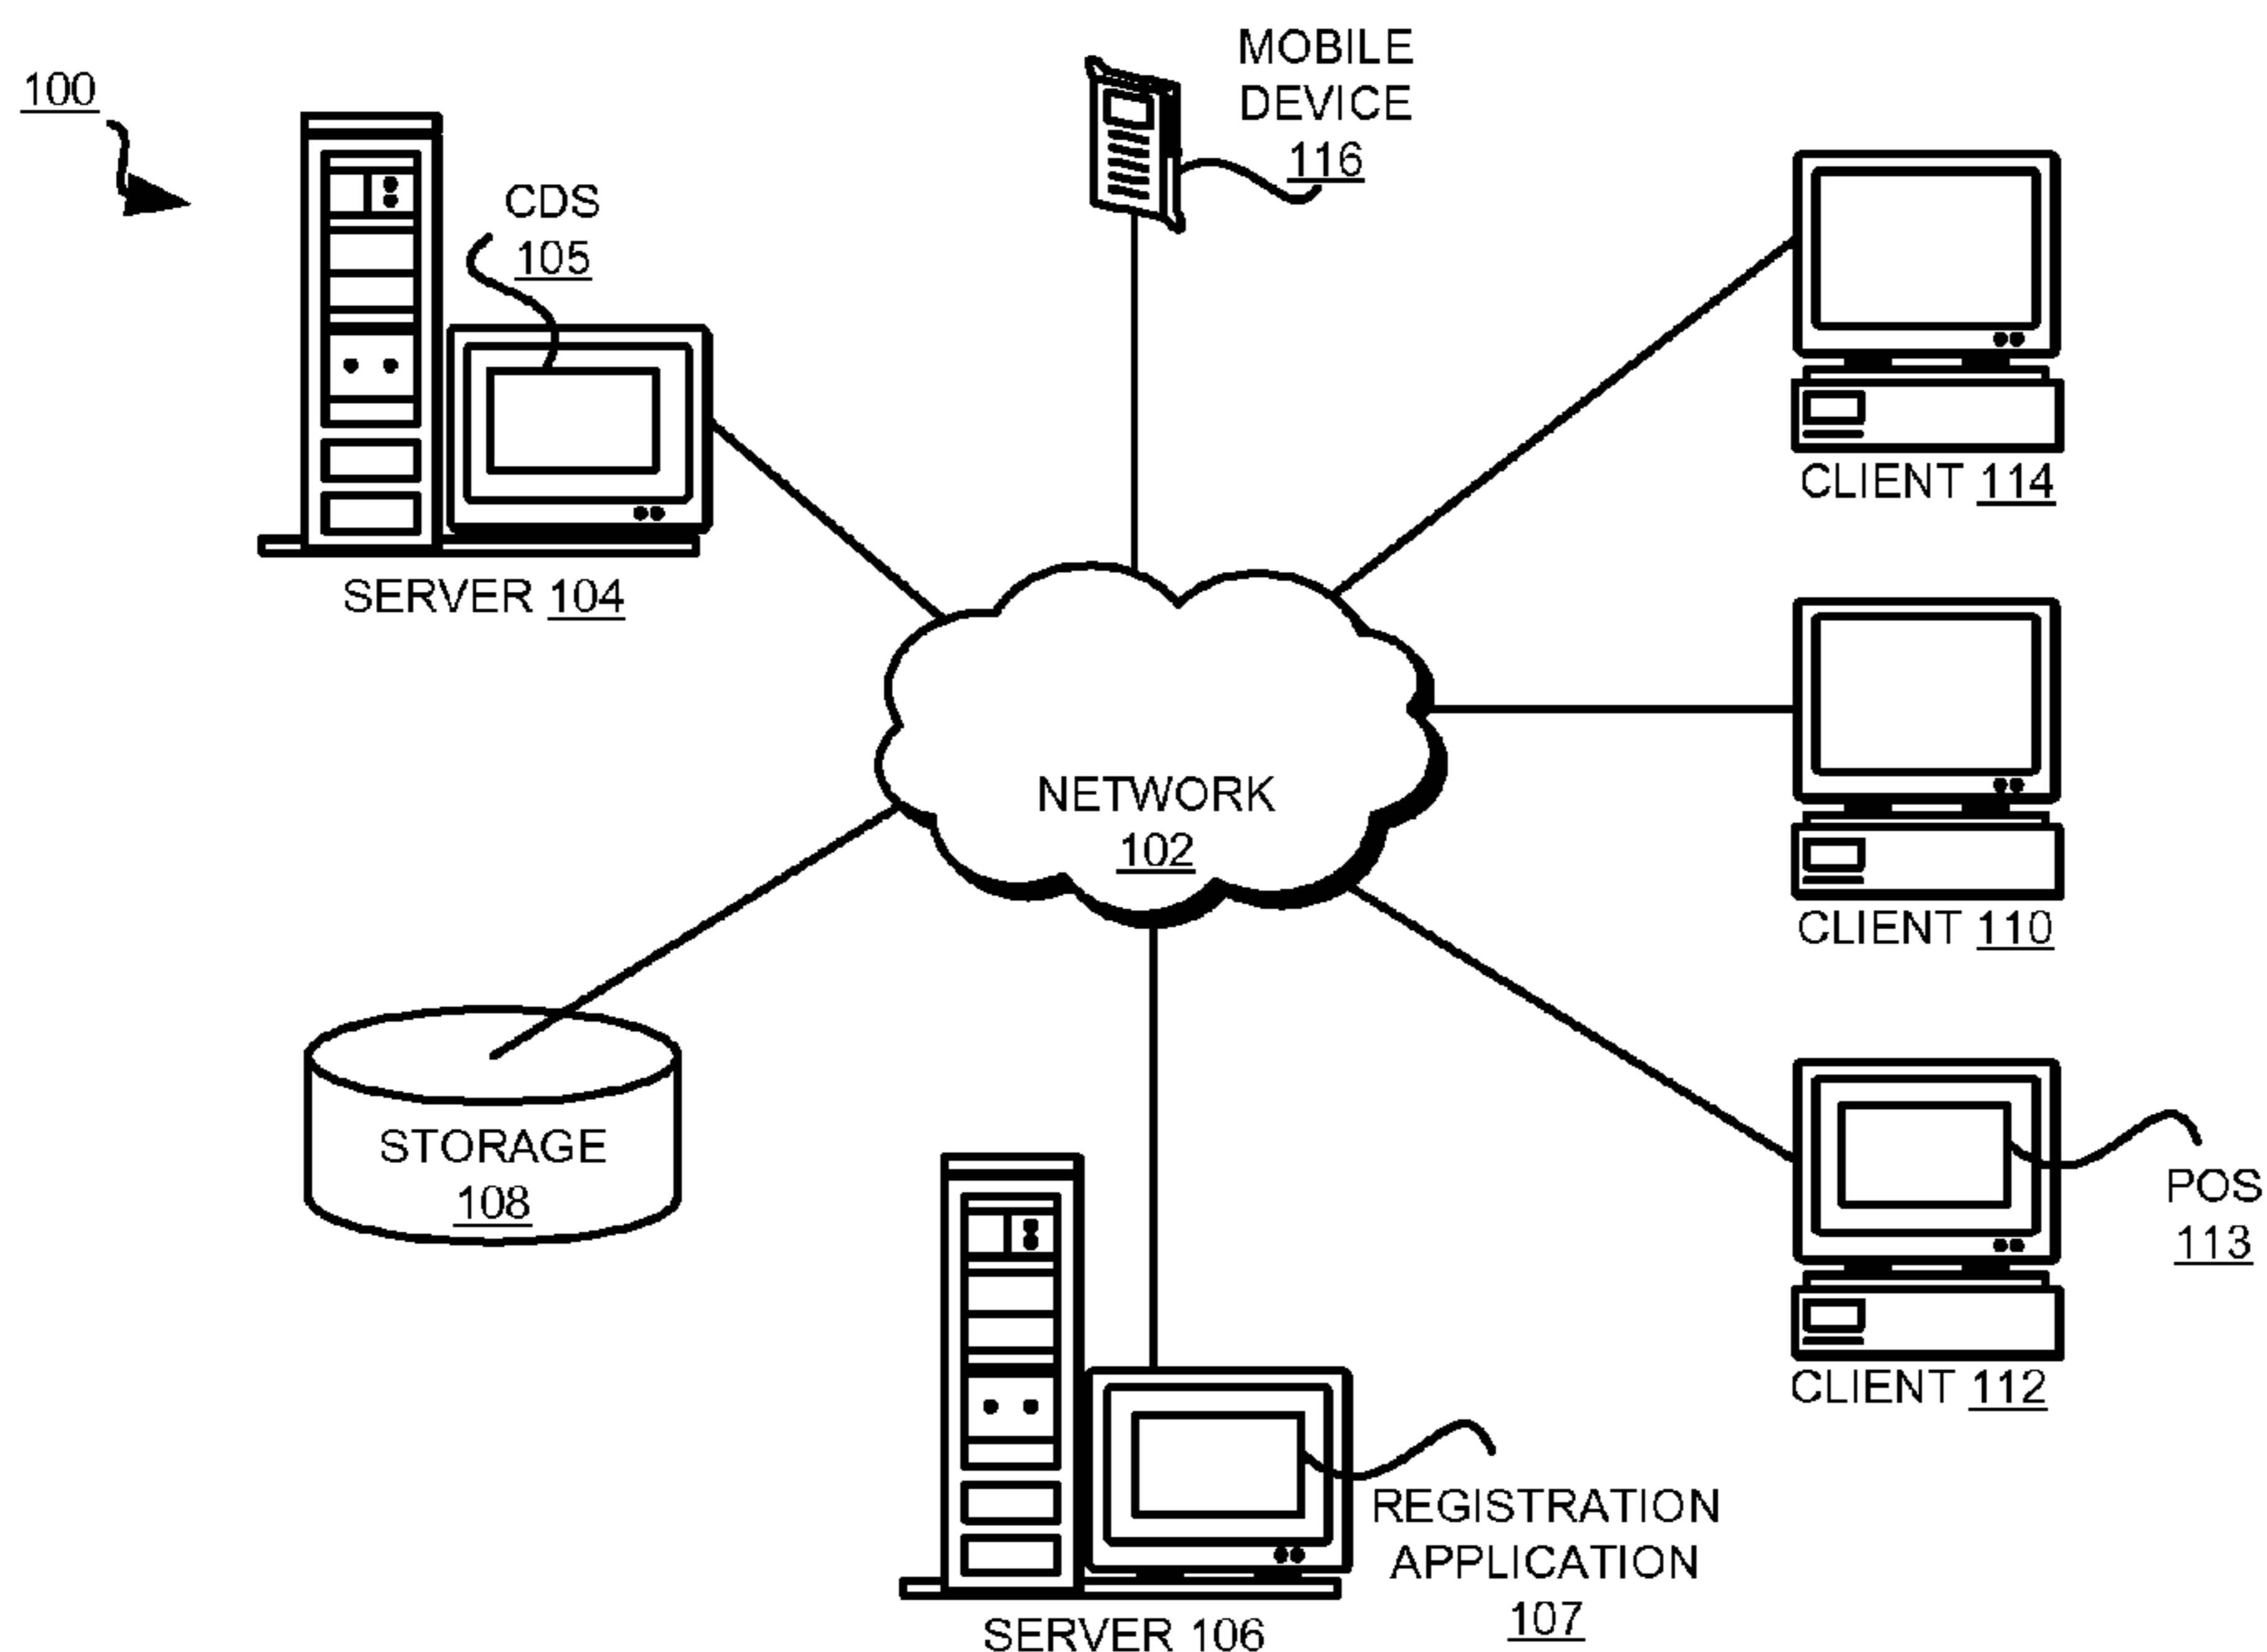 100
MOBILE
DEVICE
116
CDS
105
SERVER 104
CLIENT 114
NETWORK
102
CLIENT 110
STORAGE
108
POS
113
CLIENT 112
REGISTRATION
APPLICATION
107
SERVER 106